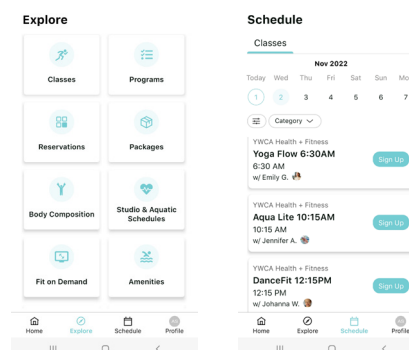 Explore
Classes
Programs
Reservations
Packages
Body Composition
Studio & Aquatic
Schedules
Fit on Demand
Amenities
Home
Explore
Schedule
Profile
Schedule
Classes
Nov 2022
Today Wed Thu Fri Sat Sun Mo
1 2 3 4 5 6 7
Category
YWCA Health + Fitness
Yoga Flow 6:30AM
6:30 AM
w/ Emily G.
Sign Up
YWCA Health + Fitness
Aqua Lite 10:15AM
10:15 AM
w/ Jennifer A.
Sign Up
YWCA Health + Fitness
DanceFit 12:15PM
12:15 PM
w/ Johanna W.
Sign Up
Home
Explore
Schedule
Profile